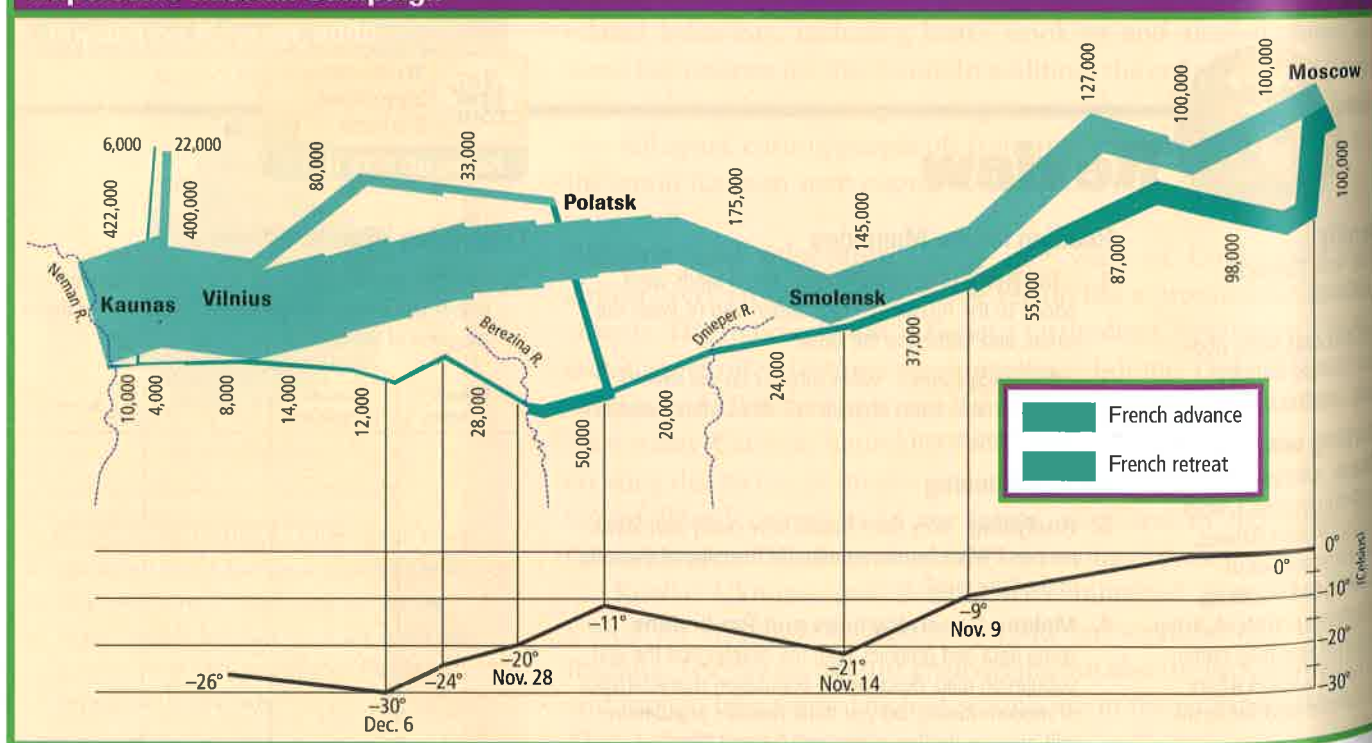 Moscow
127,000
100,000
100,000
100,000
6,000
22,000
422,000
400,000
80,000
33,000
Polatsk
175,000
145,000
Neman R.
Kaunas
Vilnius
Smolensk
Berezina R.
Dnieper R.
10,000
4,000
8,000
14,000
12,000
28,000
50,000
20,000
24,000
37,000
55,000
87,000
98,000
French advance
French retreat
0°
-10°
-20°
-30°
(Celsius)
0°
–9°
Nov. 9
–21°
Nov. 14
–11°
–20°
Nov. 28
–24°
–30°
Dec. 6
–26°